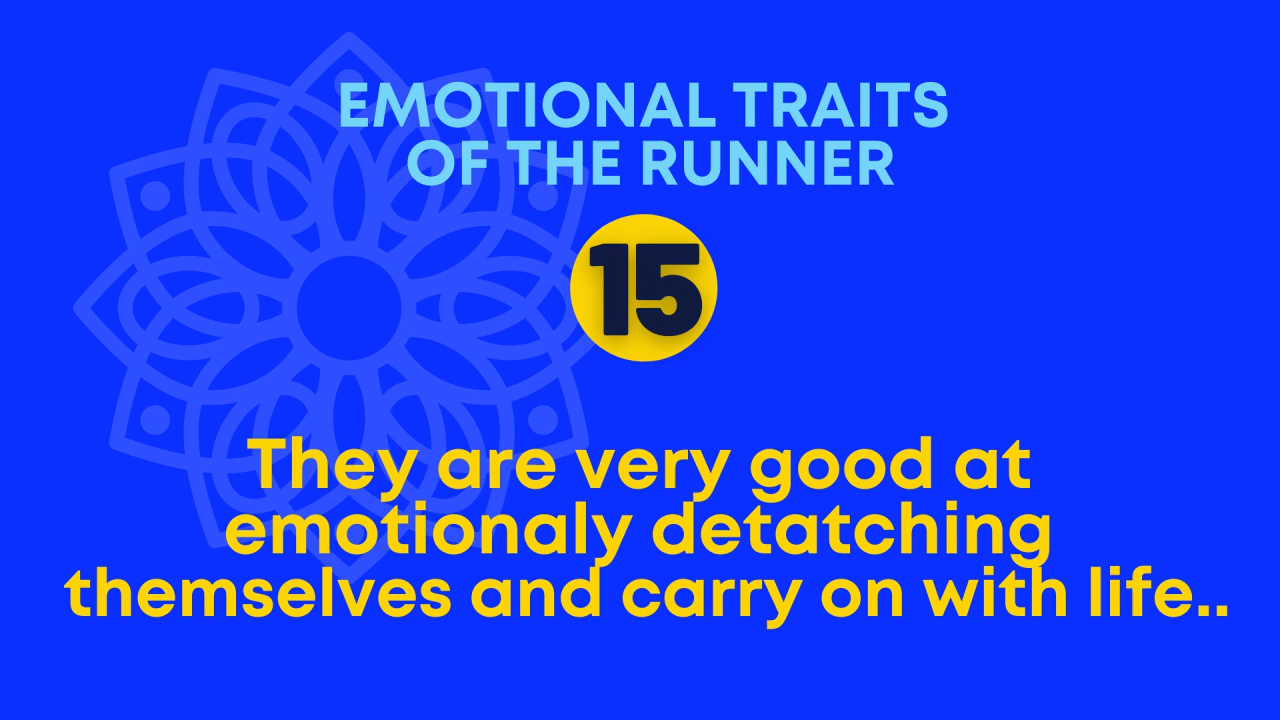 EMOTIONAL TRAITS
OF THE RUNNER
15
They are very good at
emotionaly detatching
themselves and carry on with life..